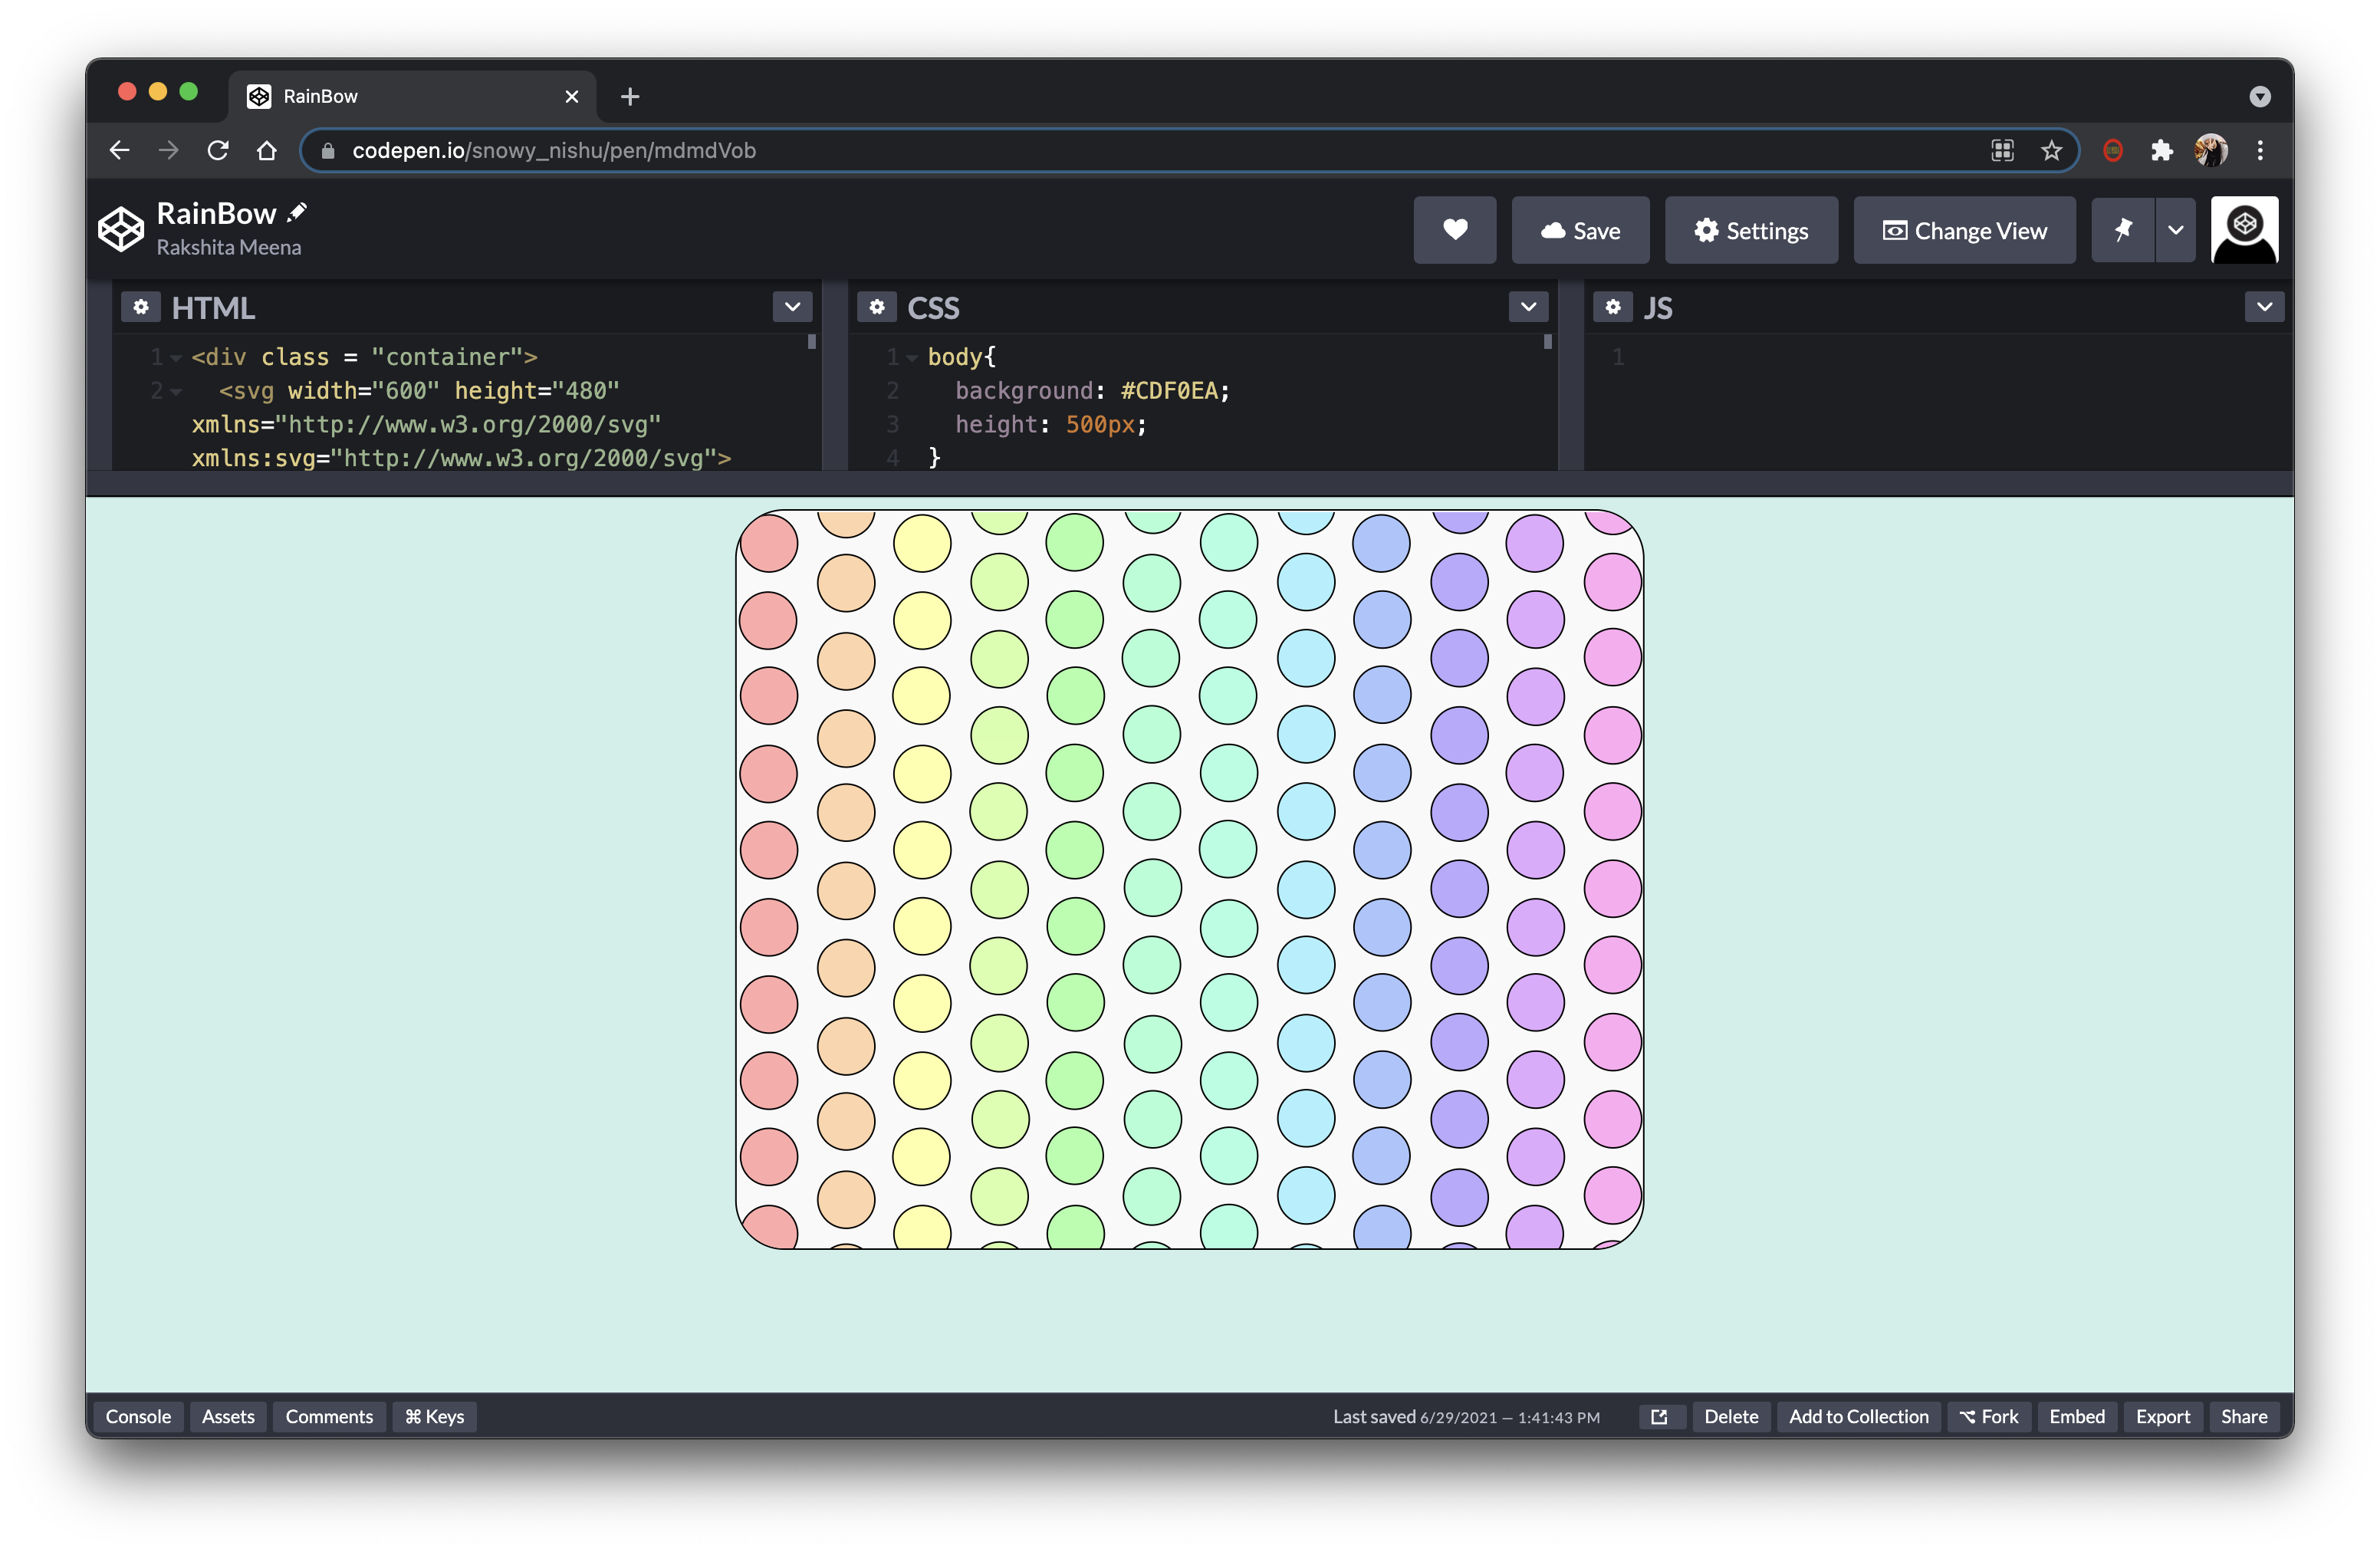 RainBow
codepen.io/snowy_nishu/pen/mdmdVob
RainBow
Rakshita Meena
Save
Settings
Change View
HTML
1 <div class = "container">
2 <svg width="600" height="480"
xmlns="http://www.w3.org/2000/svg"
xmlns:svg="http://www.w3.org/2000/svg">
CSS
1 body{
2 background: #CDF0EA;
3 height: 500px;
4 }
JS
1
Console Assets Comments ⌘ Keys Last saved 6/29/2021 — 1:41:43 PM Delete Add to Collection Fork Embed Export Share